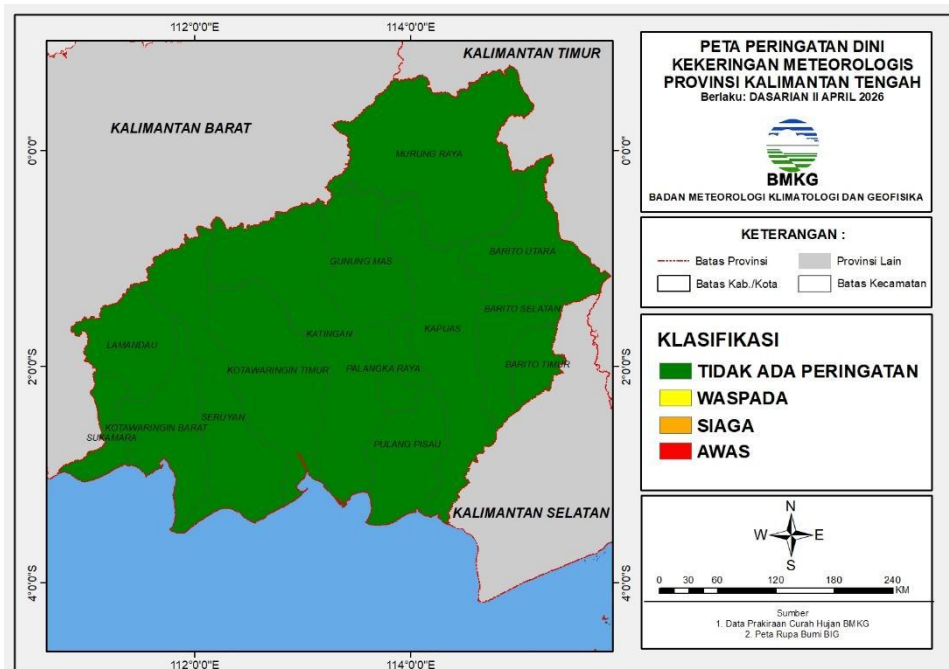 112°0'0"E
114°0'0"E
KALIMANTAN TIMUR
KALIMANTAN BARAT
0°0'0"
MURUNG RAYA
BARITO UTARA
GUNUNG MAS
BARITO SELATAN
KAPUAS
KATINGAN
LAMANDAU
2°0'0"S
BARITO TIMUR
KOTAWARINGIN TIMUR
PALANGKA RAYA
SERUYAN
KOTAWARINGIN BARAT
SUKAMARA
PULANG PISAU
KALIMANTAN SELATAN
4°0'0"S
112°0'0"E
114°0'0"E
0°0'0"
2°0'0"S
4°0'0"S
PETA PERINGATAN DINI
KEKERINGAN METEOROLOGIS
PROVINSI KALIMANTAN TENGAH
Berlaku: DASARIAN II APRIL 2026
BMKG
BADAN METEOROLOGI KLIMATOLOGI DAN GEOFISIKA
KETERANGAN :
Batas Provinsi
Provinsi Lain
Batas Kab./Kota
Batas Kecamatan
KLASIFIKASI
TIDAK ADA PERINGATAN
WASPADA
SIAGA
AWAS
N
W E
S
0 30 60 120 180 240
KM
Sumber
1. Data Prakiraan Curah Hujan BMKG
2. Peta Rupa Bumi BIG